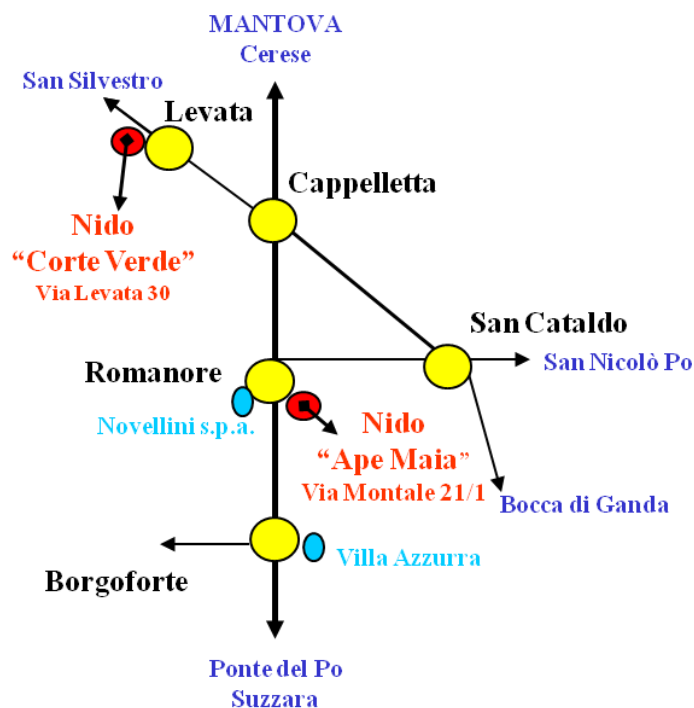 MANTOVA
Cerese
San Silvestro
Levata
Cappelletta
Nido
“Corte Verde”
Via Levata 30
San Cataldo
San Nicolò Po
Romanore
Novellini s.p.a.
Nido
“Ape Maia”
Via Montale 21/1
Bocca di Ganda
Villa Azzurra
Borgoforte
Ponte del Po
Suzzara